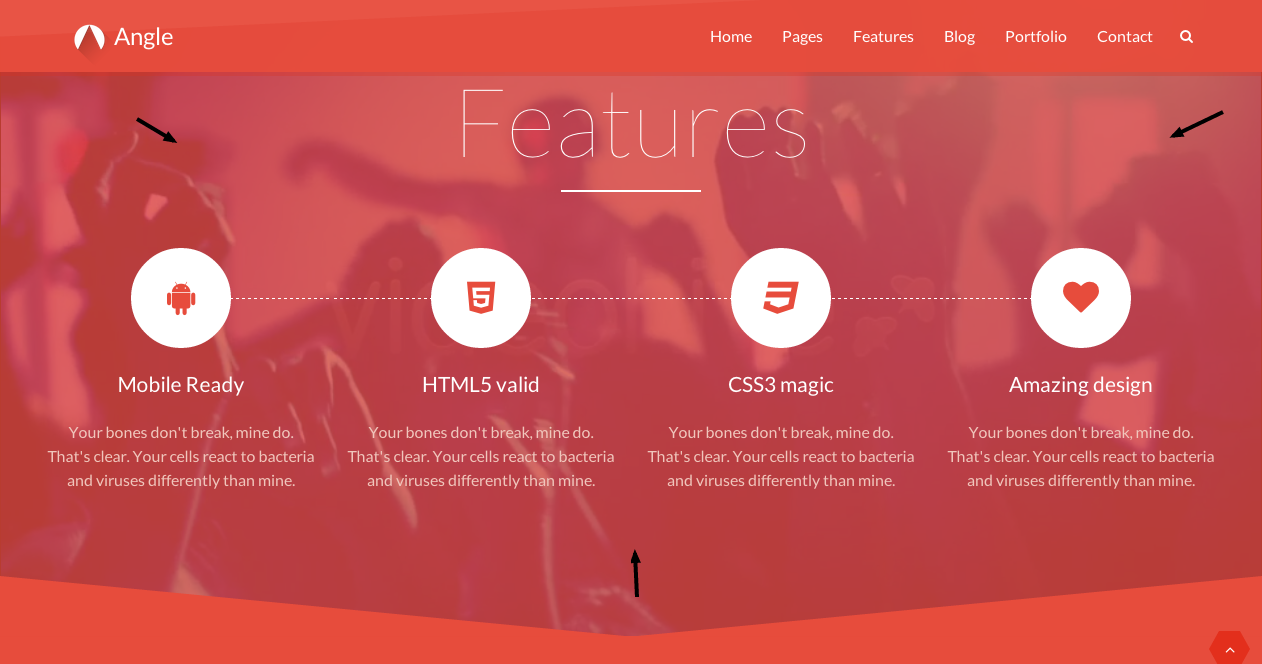 Angle
Home Pages Features Blog Portfolio Contact
Features
5
Mobile Ready
HTML5 valid
CSS3 magic
Amazing design
Your bones don't break, mine do.
That's clear. Your cells react to bacteria
and viruses differently than mine.
Your bones don't break, mine do.
That's clear. Your cells react to bacteria
and viruses differently than mine.
Your bones don't break, mine do.
That's clear. Your cells react to bacteria
and viruses differently than mine.
Your bones don't break, mine do.
That's clear. Your cells react to bacteria
and viruses differently than mine.